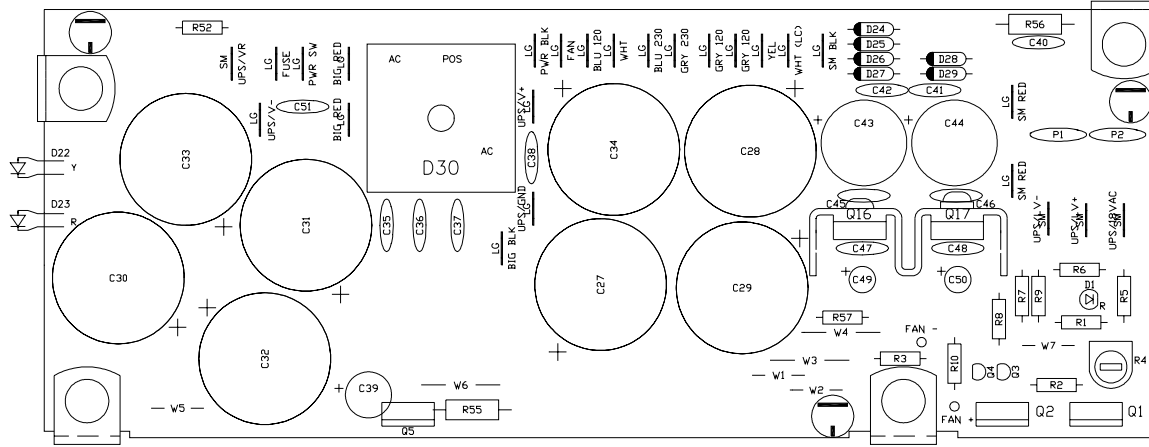 R52
SM
UPS/VR
LG
FUSE
LG
PWR SW
BIG RED
LG
AC
POS
LG
PWR BLK
LG
FAN
LG
BLU 120
LG
WHT
LG
BLU 230
LG
GRY 230
LG
GRY 120
LG
GRY 120
LG
YEL
LG
WHT (LC)
LG
SM BLK
D24
D25
D26
D27
D28
D29
R56
C40
C51
LG
UPS/V-
BIG RED
LG
UPS/V+
LG
C42
C41
LG
SM RED
C33
C38
C34
C28
C43
C44
P1
P2
D22
Y
AC
D30
LG
SM RED
D23
R
C31
C35
C36
C37
UPS/GND
LG
C45
Q16
C46
Q17
UPS/LV-
SM
UPS/LV+
SM
UPS/18VAC
SM
LG
BIG BLK
C47
C48
C30
C27
C29
C49
C50
R6
D1
R
R7
R9
R5
R57
W4
R8
R1
FAN -
C32
W3
R3
R10
W7
R4
C39
W6
W1
W2
Q4
Q3
R2
W5
R55
Q5
FAN +
Q2
Q1